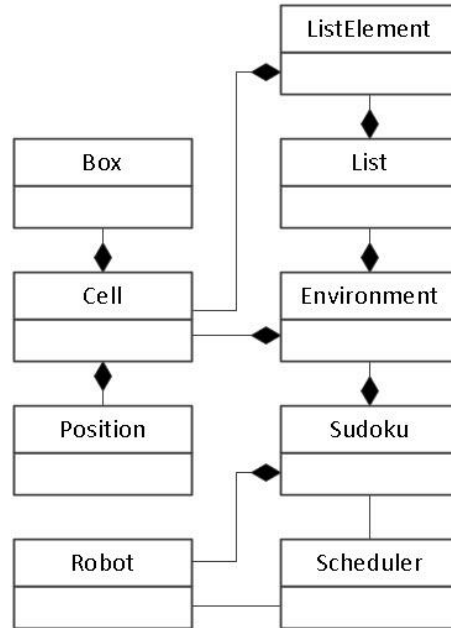 ListElement
Box
List
Cell
Environment
Position
Sudoku
Robot
Scheduler